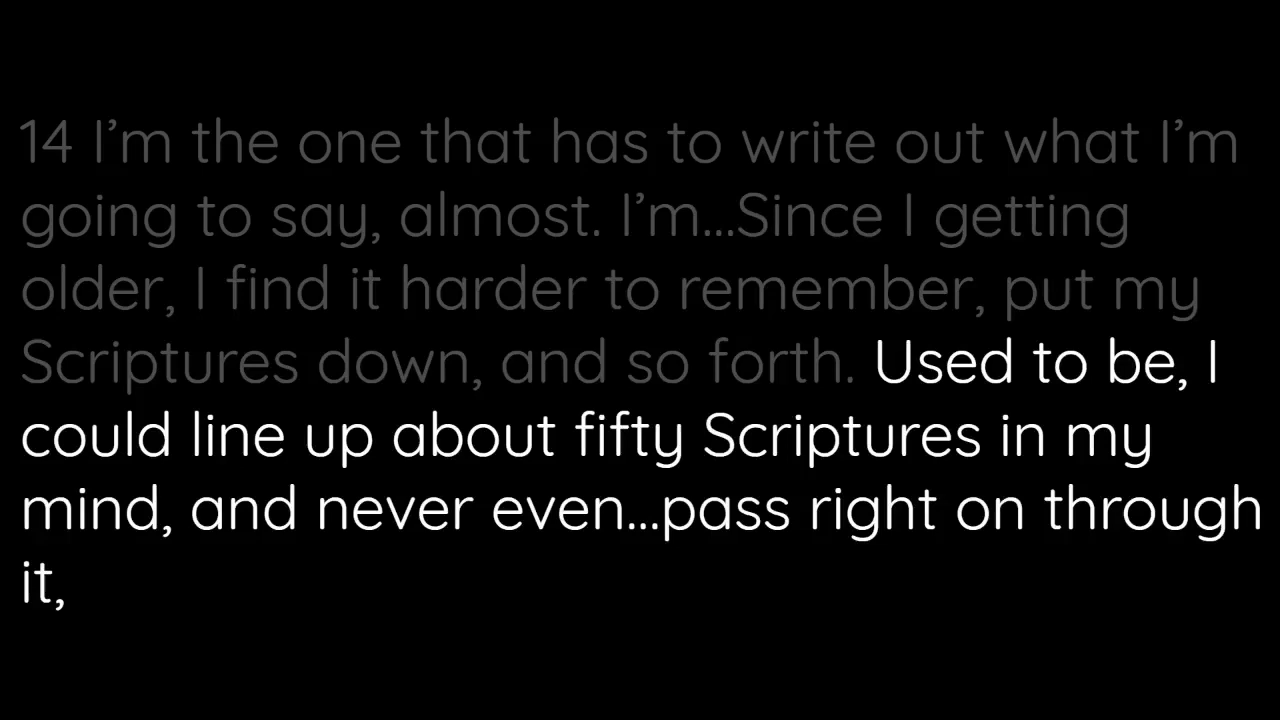 14 I’m the one that has to write out what I’m
going to say, almost. I’m...Since I getting
older, I find it harder to remember, put my
Scriptures down, and so forth. Used to be, I
could line up about fifty Scriptures in my
mind, and never even...pass right on through
it,